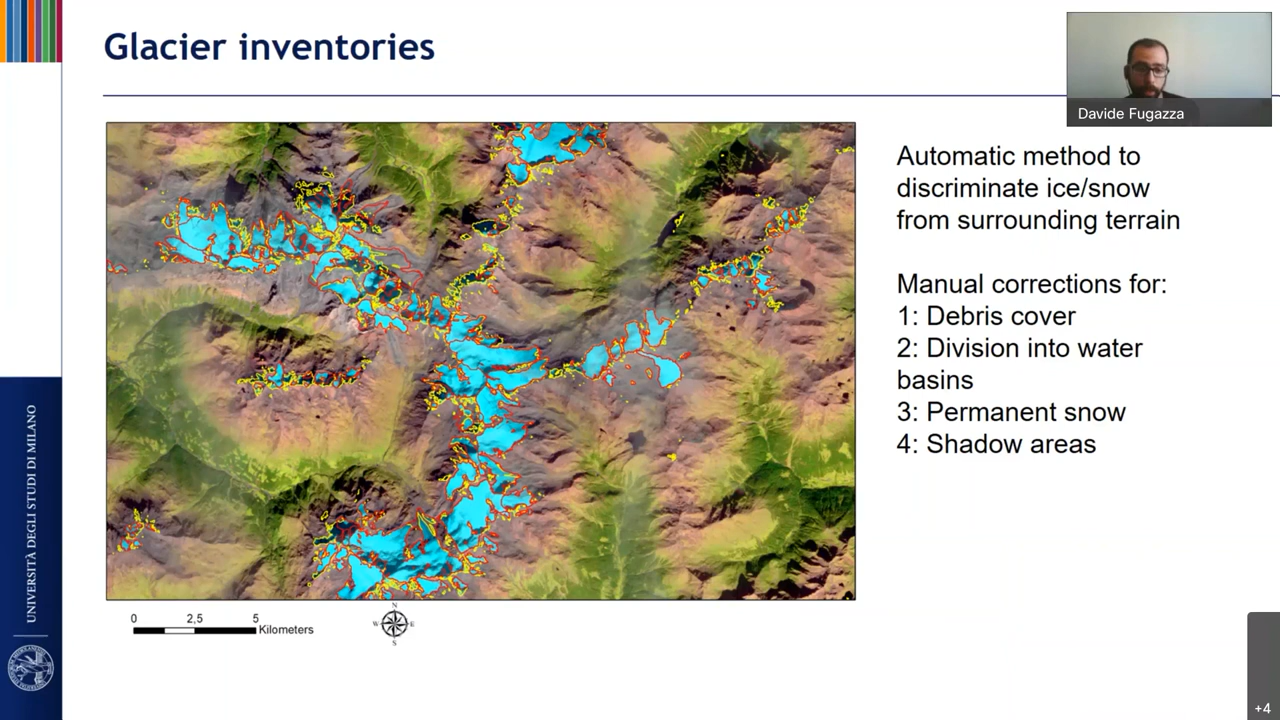 Glacier inventories
Davide Fugazza
Automatic method to
discriminate ice/snow
from surrounding terrain
Manual corrections for:
1: Debris cover
2: Division into water
basins
3: Permanent snow
4: Shadow areas
UNIVERSITÀ DEGLI STUDI DI MILANO
0 2,5 5
Kilometers
N
W E
S
+4